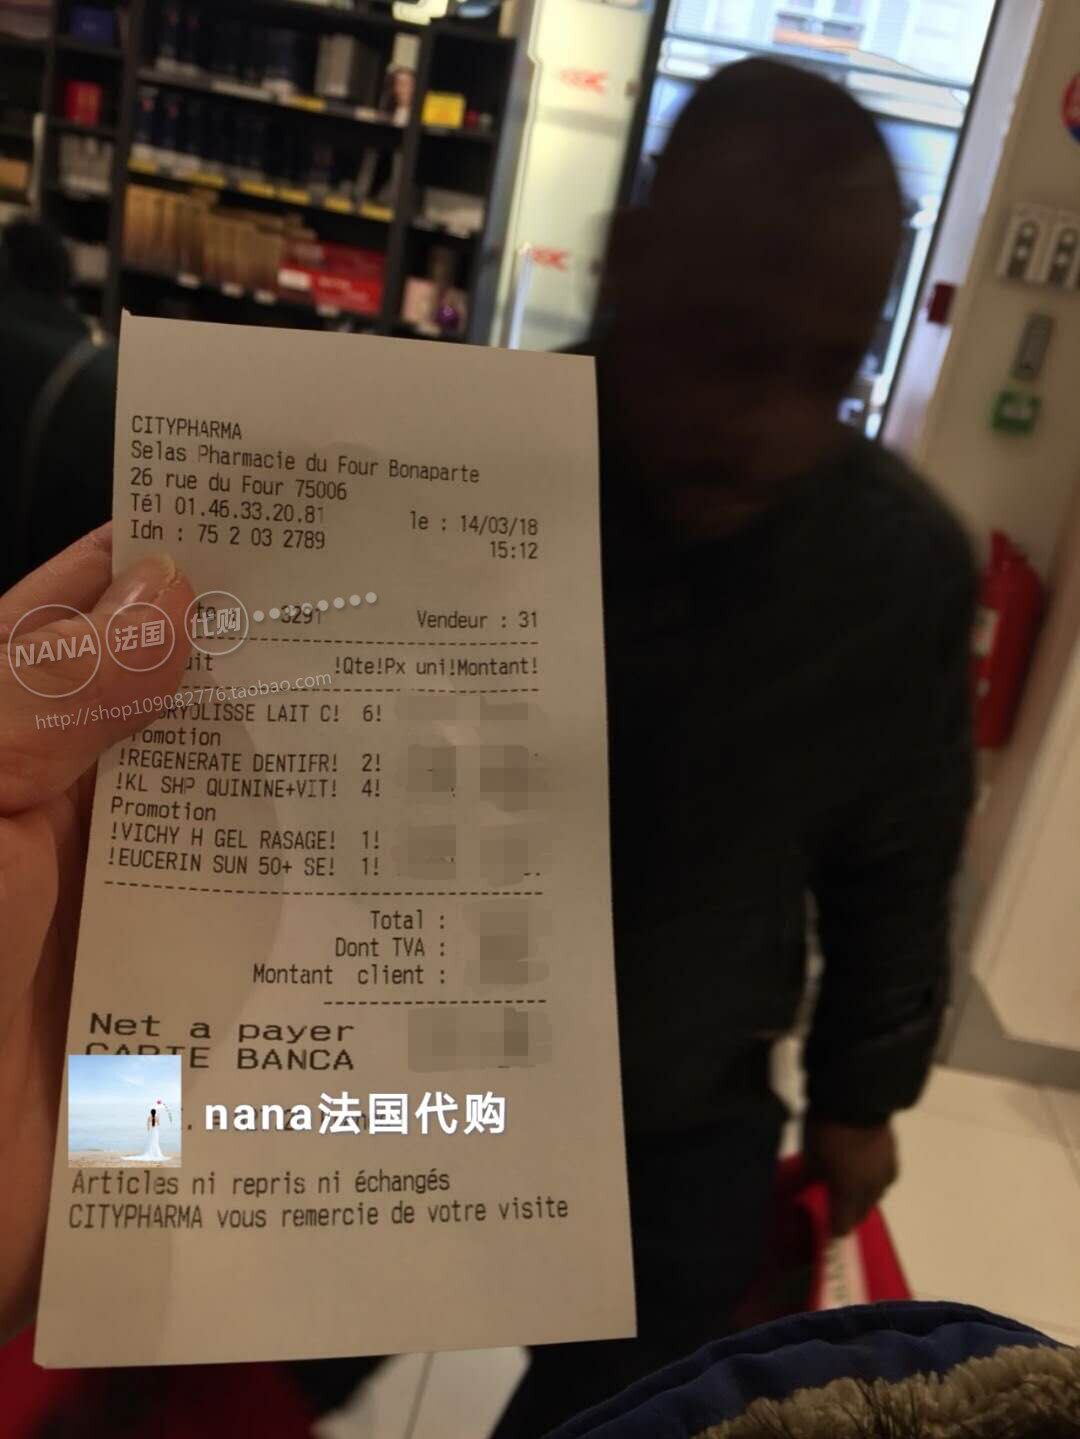 CITYPHARMA
Selas Pharmacie du Four Bonaparte
26 rue du Four 75006
Tél 01.46.33.20.81
le : 14/03/18
Idn : 75 2 03 2789
15:12
3291
Vendeur : 31
!Qte!Px uni!Montant!
LAIT C! 6!
!REGENERATE DENTIFR! 2!
!KL SHP QUININE+VIT! 4!
Promotion
!VICHY H GEL RASAGE! 1!
!EUCERIN SUN 50+ SE! 1!
Total :
Dont TVA :
Montant client :
Net a payer
CARTE BANCA
Articles ni repris ni échangés
CITYPHARMA vous remercie de votre visite
NANA 法国 代购
http://shop109082776.taobao.com
nana法国代购